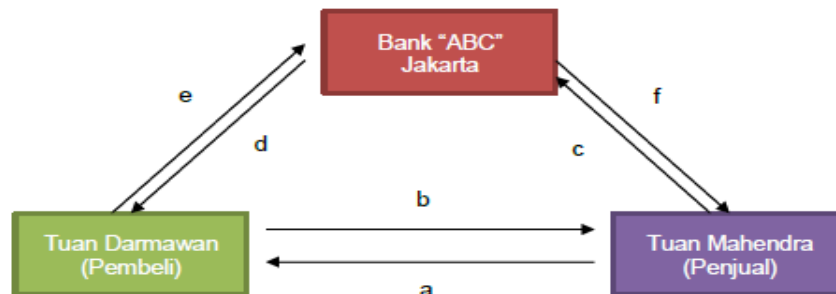 Bank “ABC”
Jakarta
e
f
d
c
b
Tuan Darmawan
(Pembeli)
Tuan Mahendra
(Penjual)
a